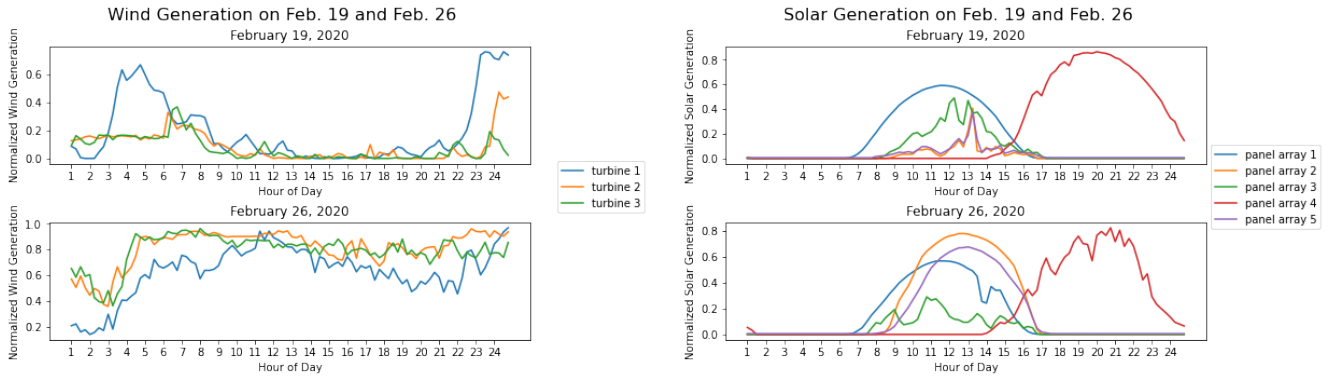 Wind Generation on Feb. 19 and Feb. 26
February 19, 2020
Normalized Wind Generation
0.6
0.4
0.2
0.0
1 2 3 4 5 6 7 8 9 10 11 12 13 14 15 16 17 18 19 20 21 22 23 24
Hour of Day
February 26, 2020
Normalized Wind Generation
1.0
0.8
0.6
0.4
0.2
1 2 3 4 5 6 7 8 9 10 11 12 13 14 15 16 17 18 19 20 21 22 23 24
Hour of Day
turbine 1
turbine 2
turbine 3
Solar Generation on Feb. 19 and Feb. 26
February 19, 2020
Normalized Solar Generation
0.8
0.6
0.4
0.2
0.0
1 2 3 4 5 6 7 8 9 10 11 12 13 14 15 16 17 18 19 20 21 22 23 24
Hour of Day
February 26, 2020
Normalized Solar Generation
0.8
0.6
0.4
0.2
0.0
1 2 3 4 5 6 7 8 9 10 11 12 13 14 15 16 17 18 19 20 21 22 23 24
Hour of Day
panel array 1
panel array 2
panel array 3
panel array 4
panel array 5